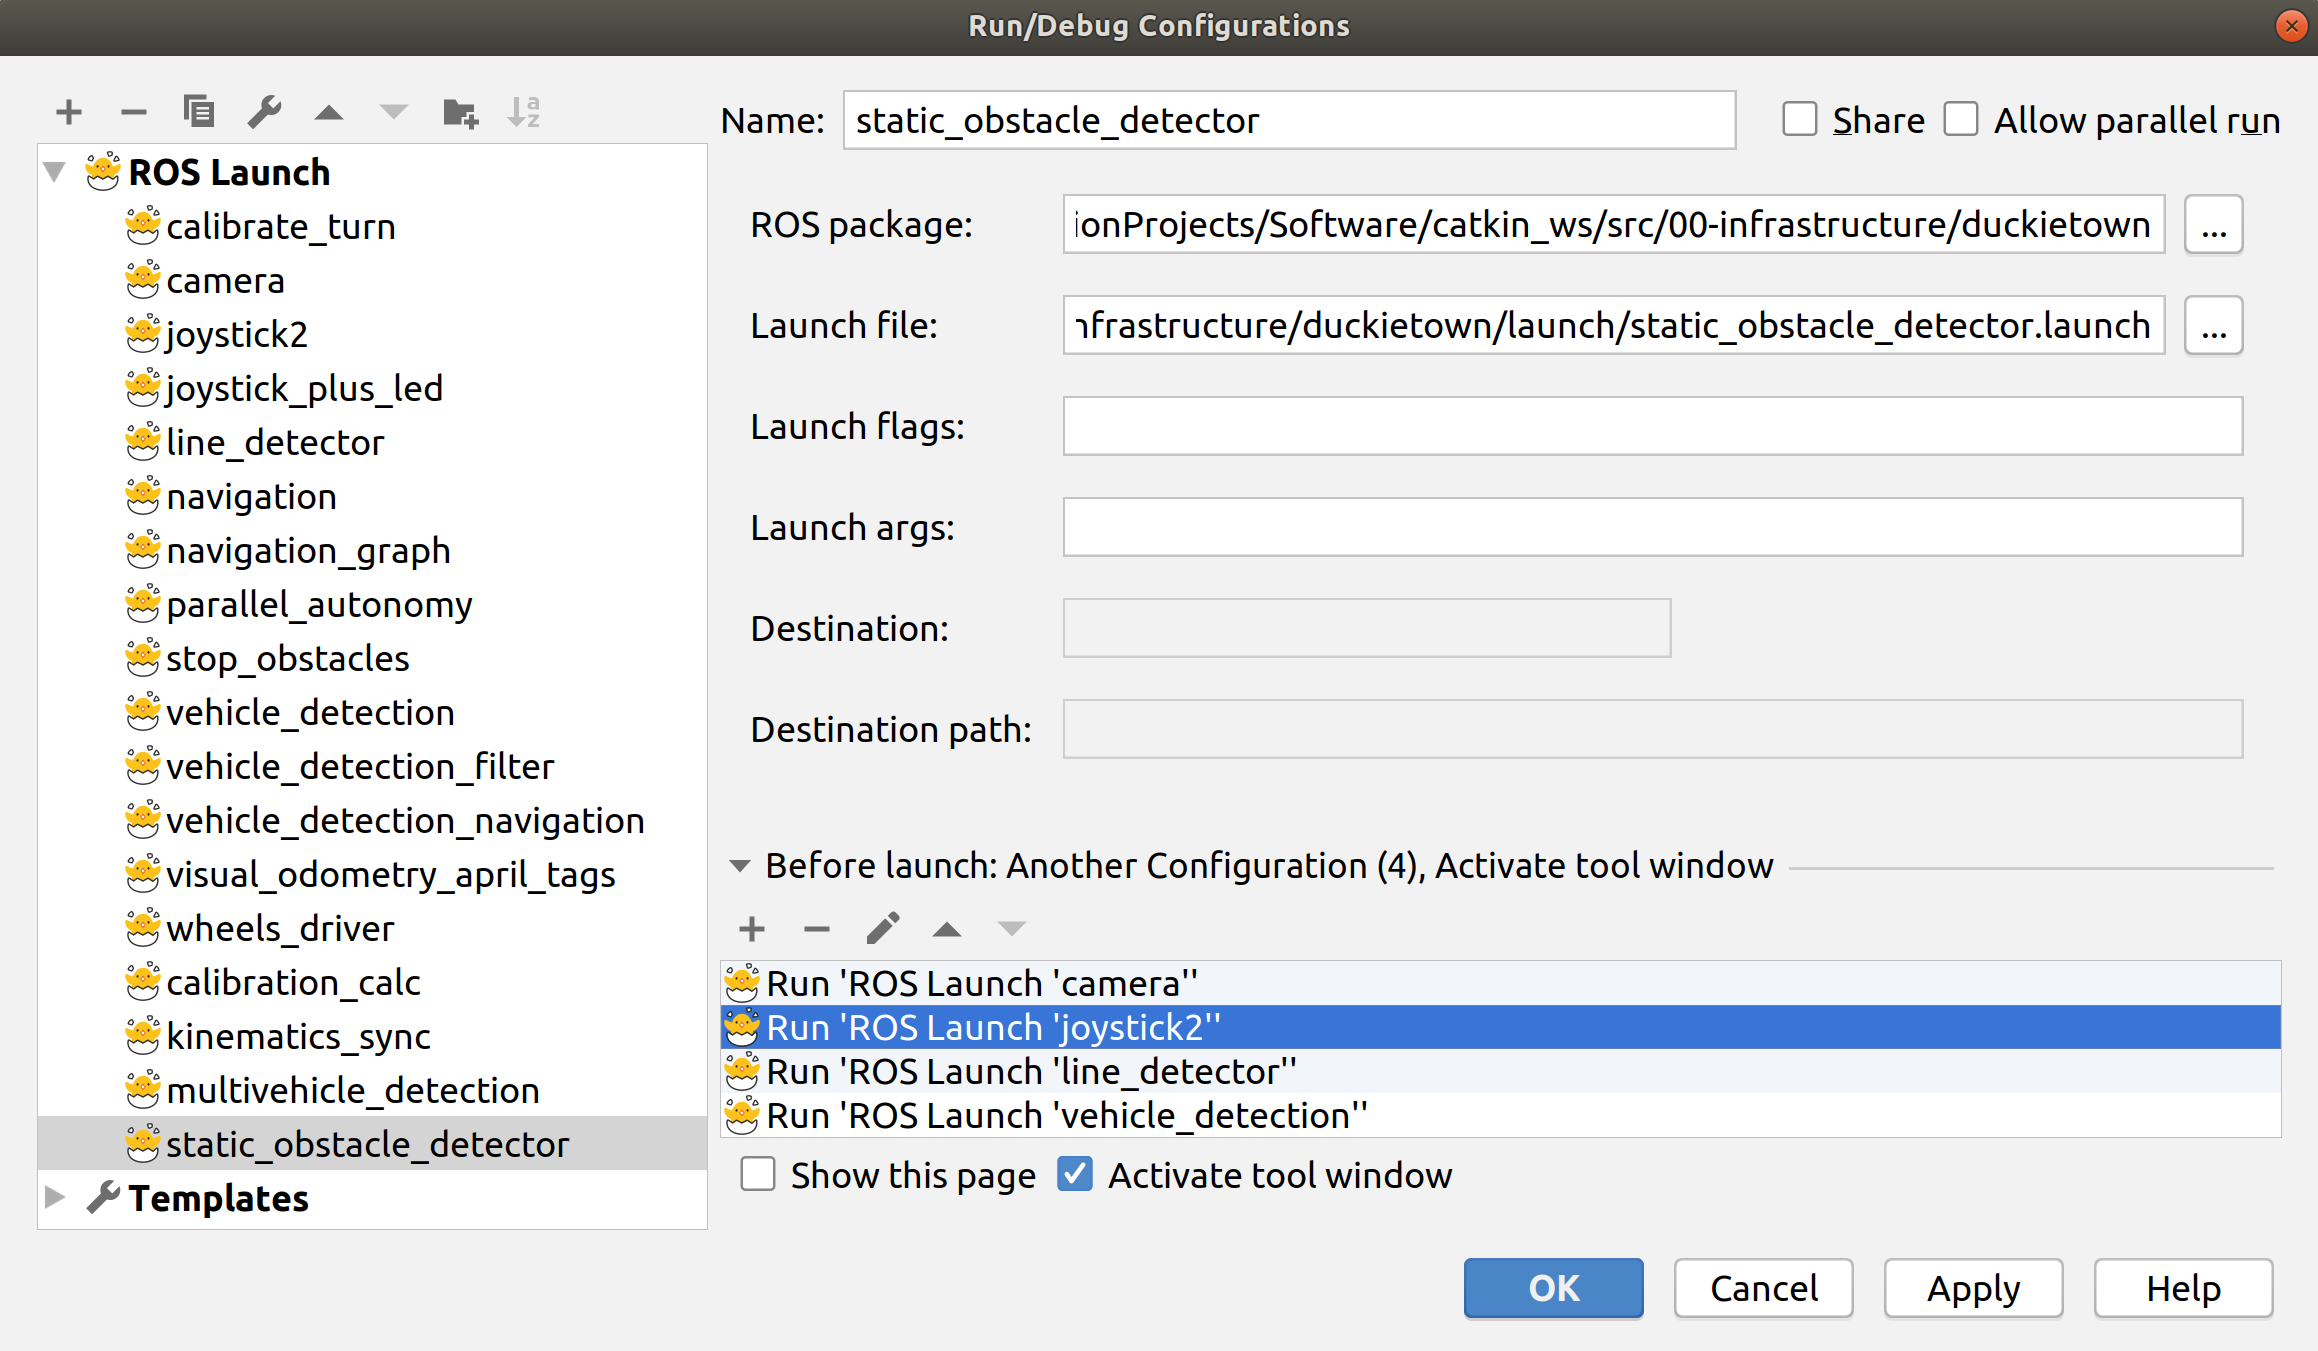 Run/Debug Configurations
Name: static_obstacle_detector Share Allow parallel run
ROS Launch
calibrate_turn
camera
joystick2
joystick_plus_led
line_detector
navigation
navigation_graph
parallel_autonomy
stop_obstacles
vehicle_detection
vehicle_detection_filter
vehicle_detection_navigation
visual_odometry_april_tags
wheels_driver
calibration_calc
kinematics_sync
multivehicle_detection
static_obstacle_detector
Templates
ROS package: ionProjects/Software/catkin_ws/src/00-infrastructure/duckietown ...
Launch file: nfrastructure/duckietown/launch/static_obstacle_detector.launch ...
Launch flags:
Launch args:
Destination:
Destination path:
Before launch: Another Configuration (4), Activate tool window
Run 'ROS Launch 'camera''
Run 'ROS Launch 'joystick2''
Run 'ROS Launch 'line_detector''
Run 'ROS Launch 'vehicle_detection''
Show this page Activate tool window
OK Cancel Apply Help